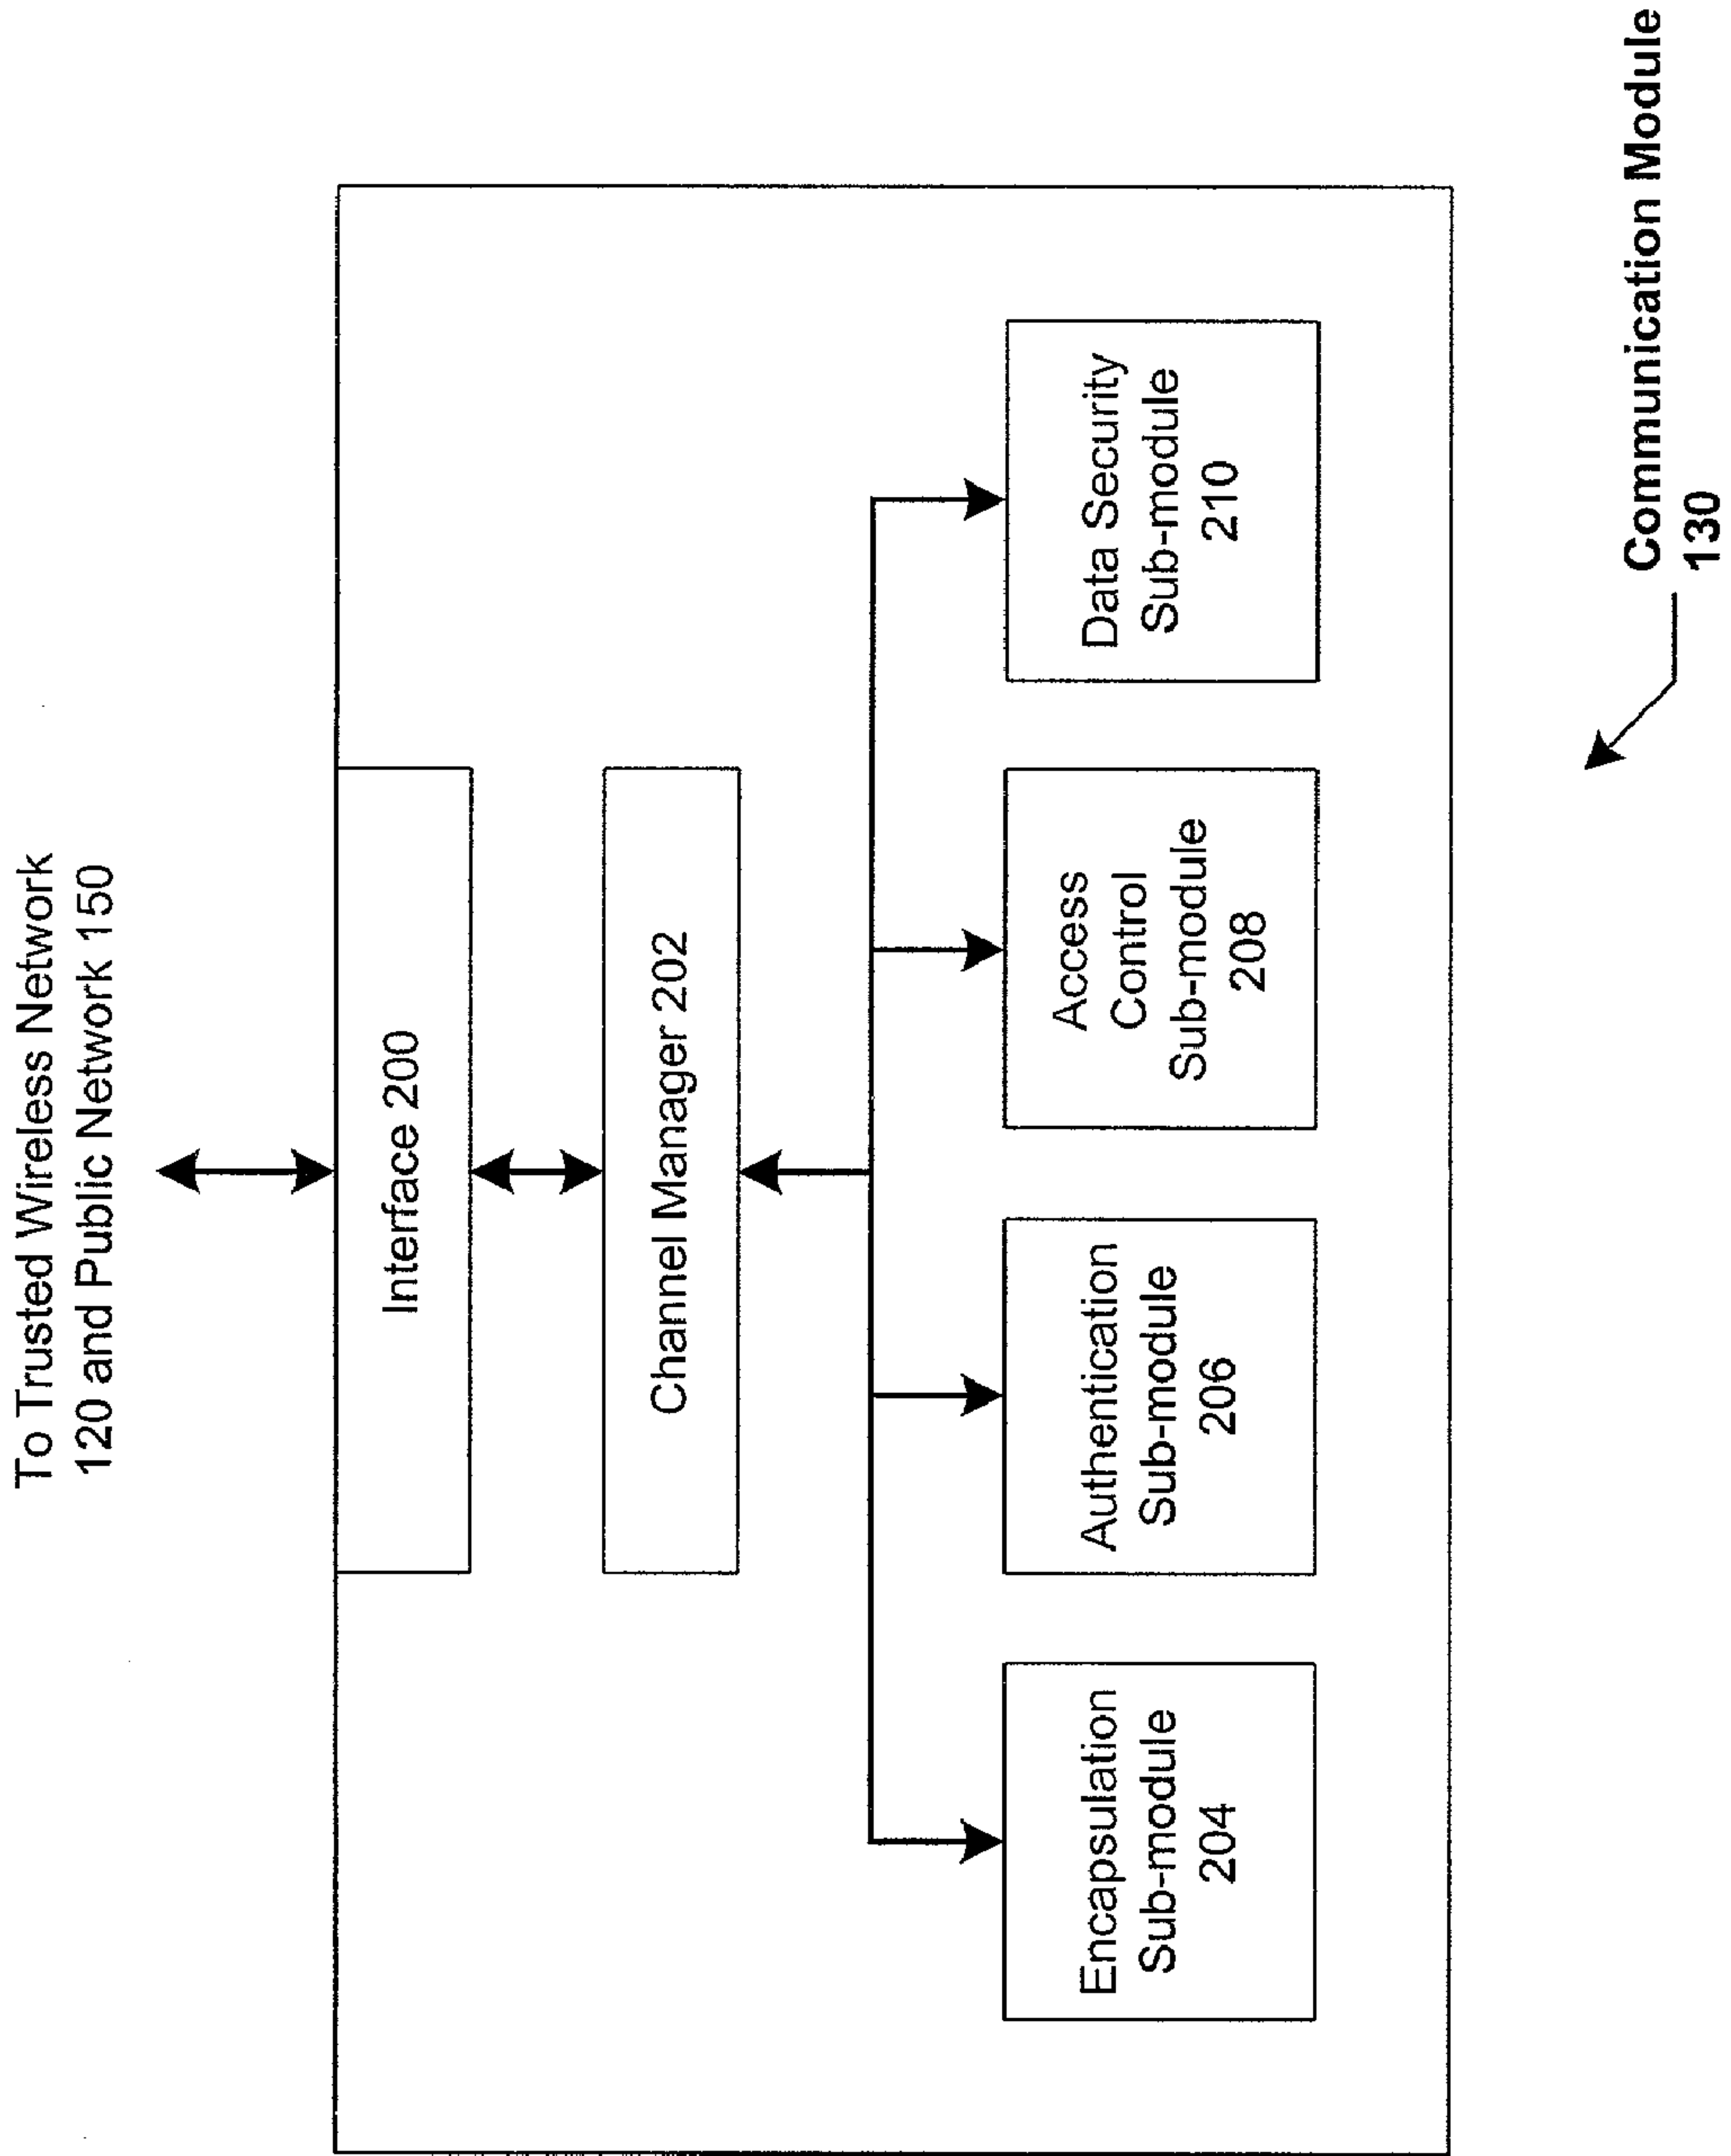 To Trusted Wireless Network
120 and Public Network 150
Interface 200
Channel Manager 202
Encapsulation
Sub-module
204
Authentication
Sub-module
206
Access
Control
Sub-module
208
Data Security
Sub-module
210
Communication Module
130